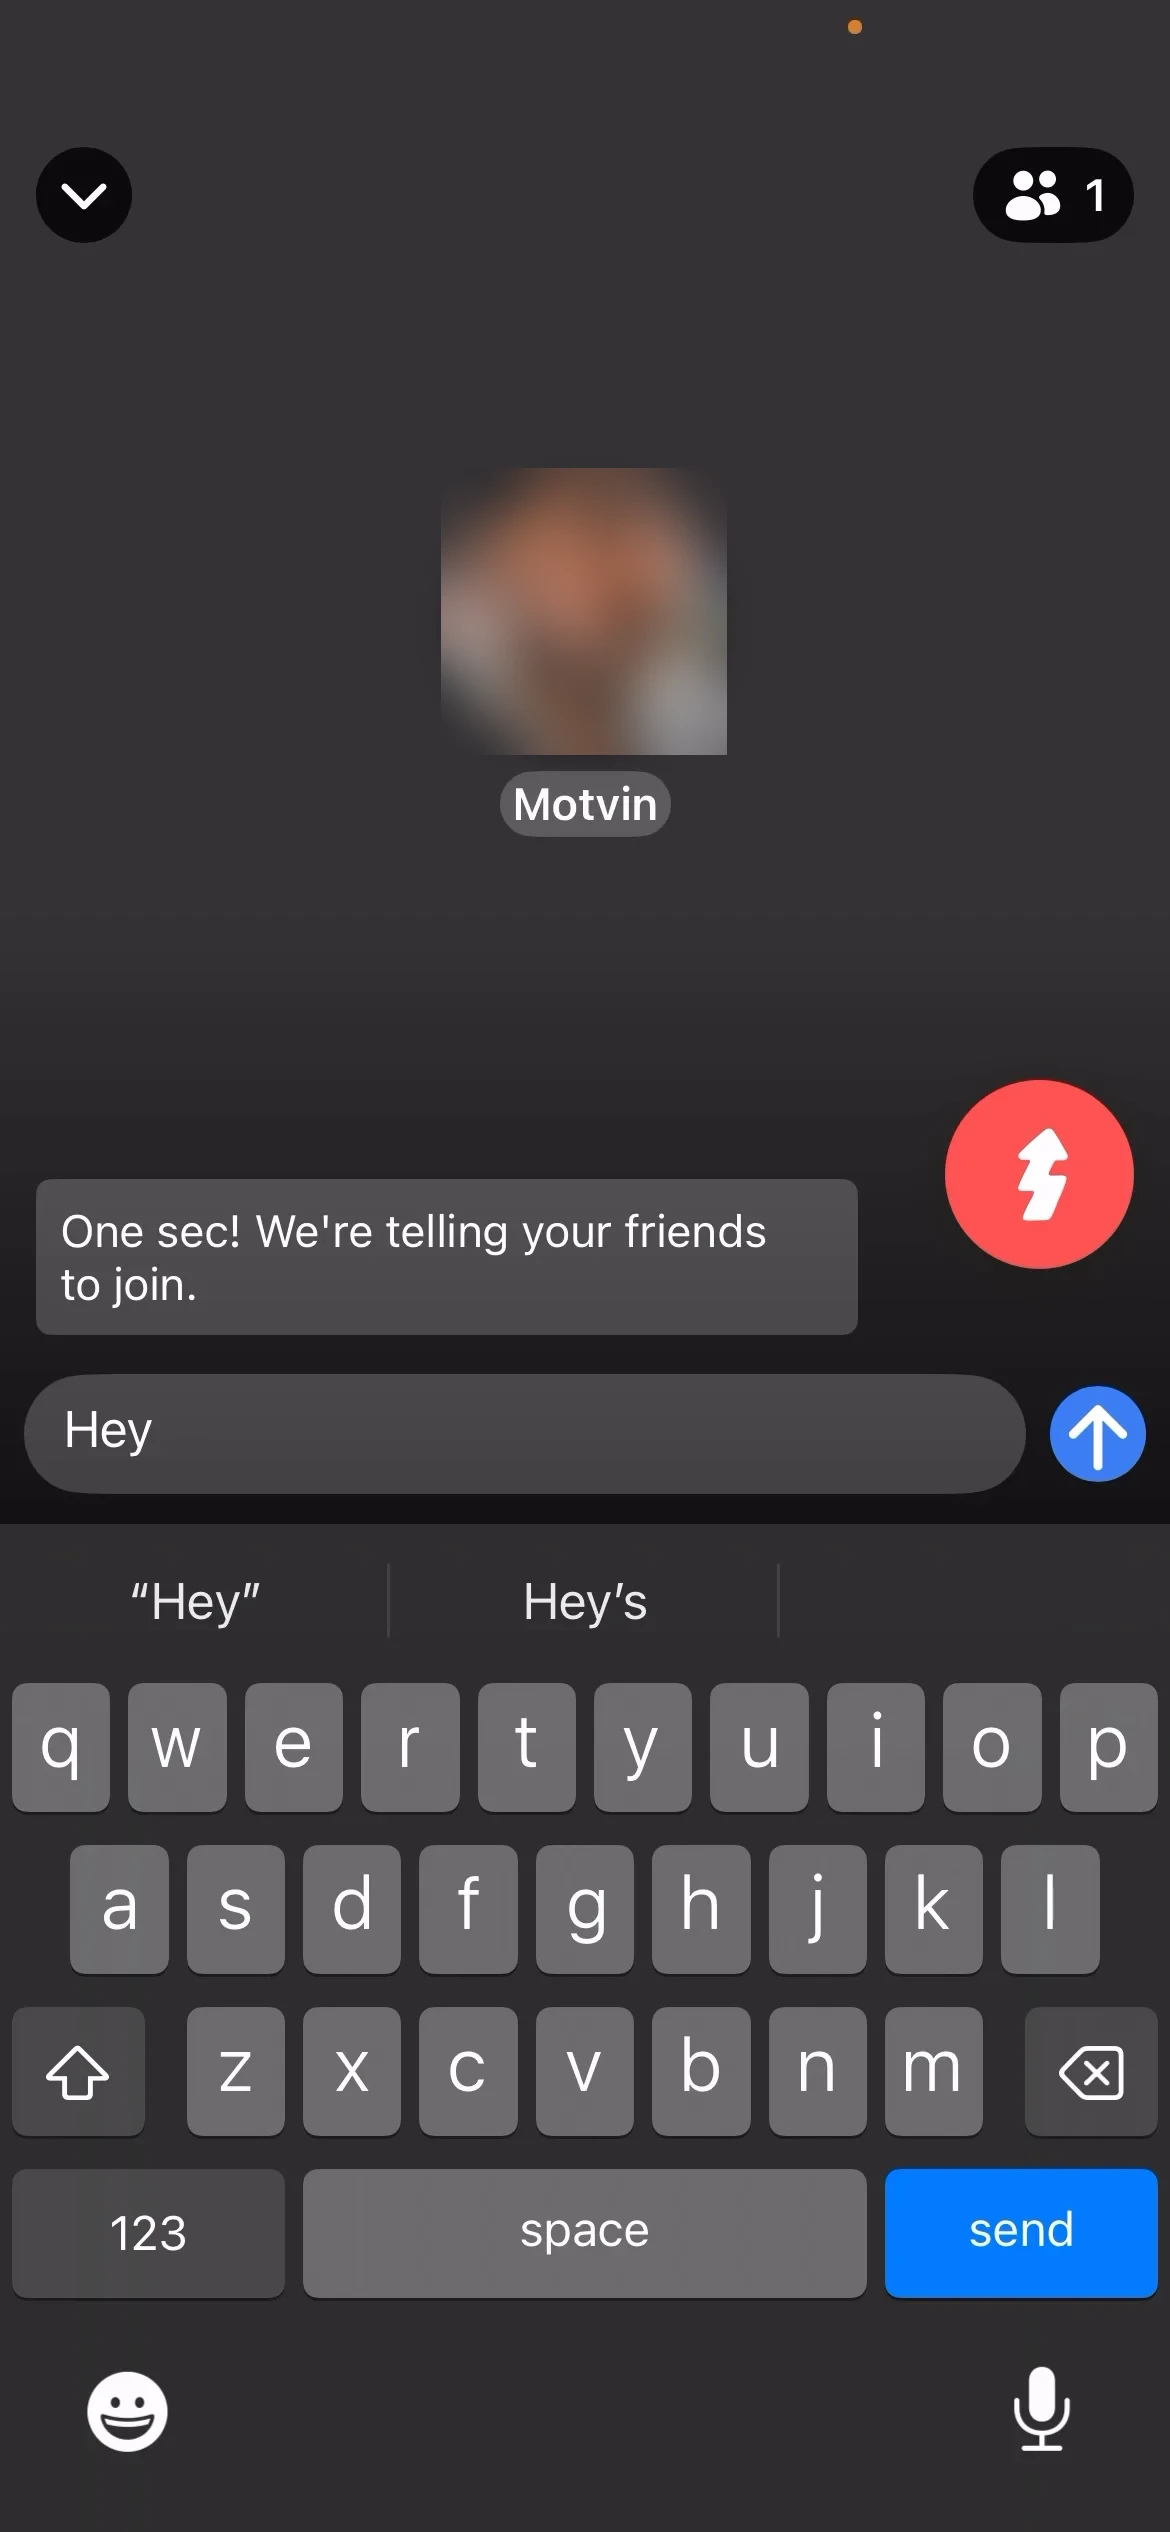 1
Motvin
One sec! We're telling your friends
to join.
Hey
“Hey” Hey’s
q w e r t y u i o p
a s d f g h j k l
z x c v b n m
123 space send